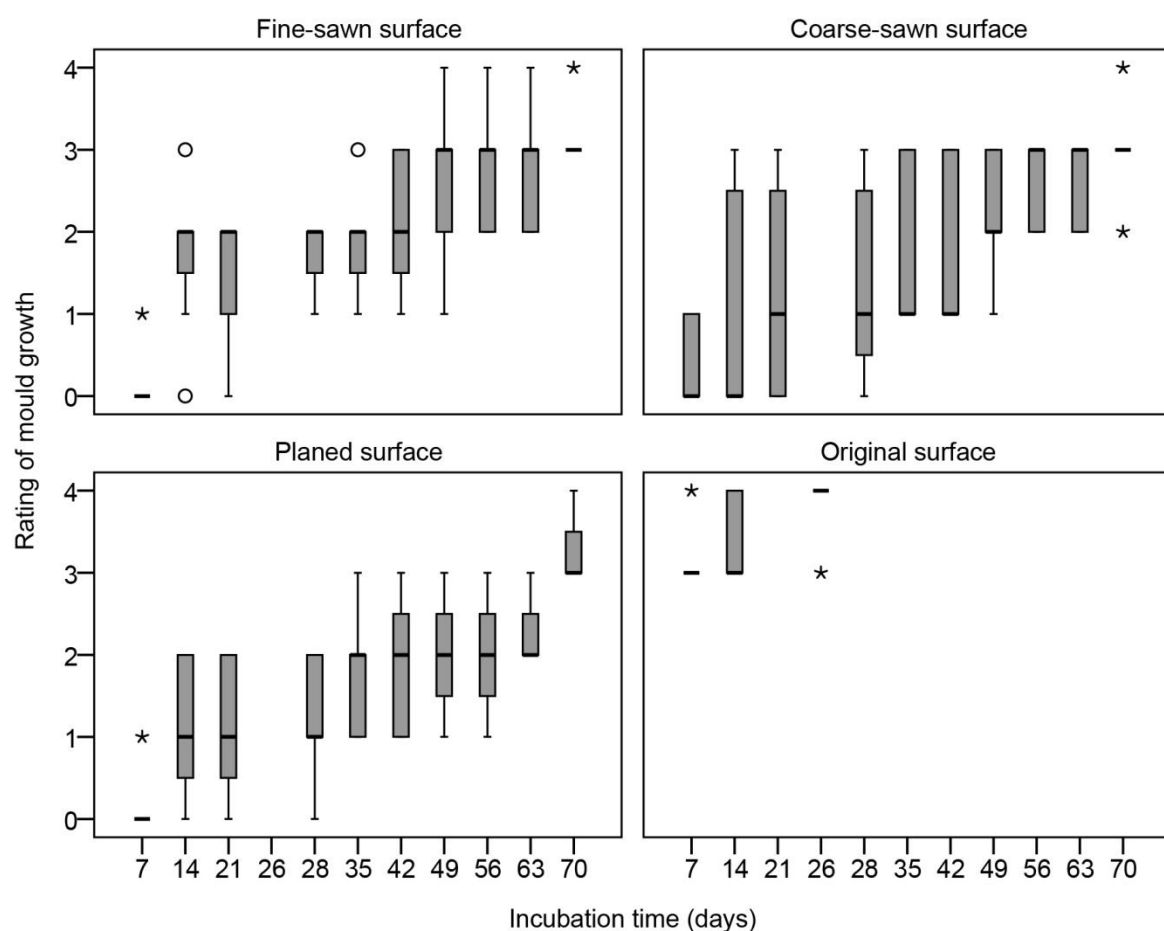 Fine-sawn surface
Coarse-sawn surface
Rating of mould growth
4
3
2
1
0
Planed surface
Original surface
4
3
2
1
0
7 14 21 26 28 35 42 49 56 63 70
7 14 21 26 28 35 42 49 56 63 70
Incubation time (days)